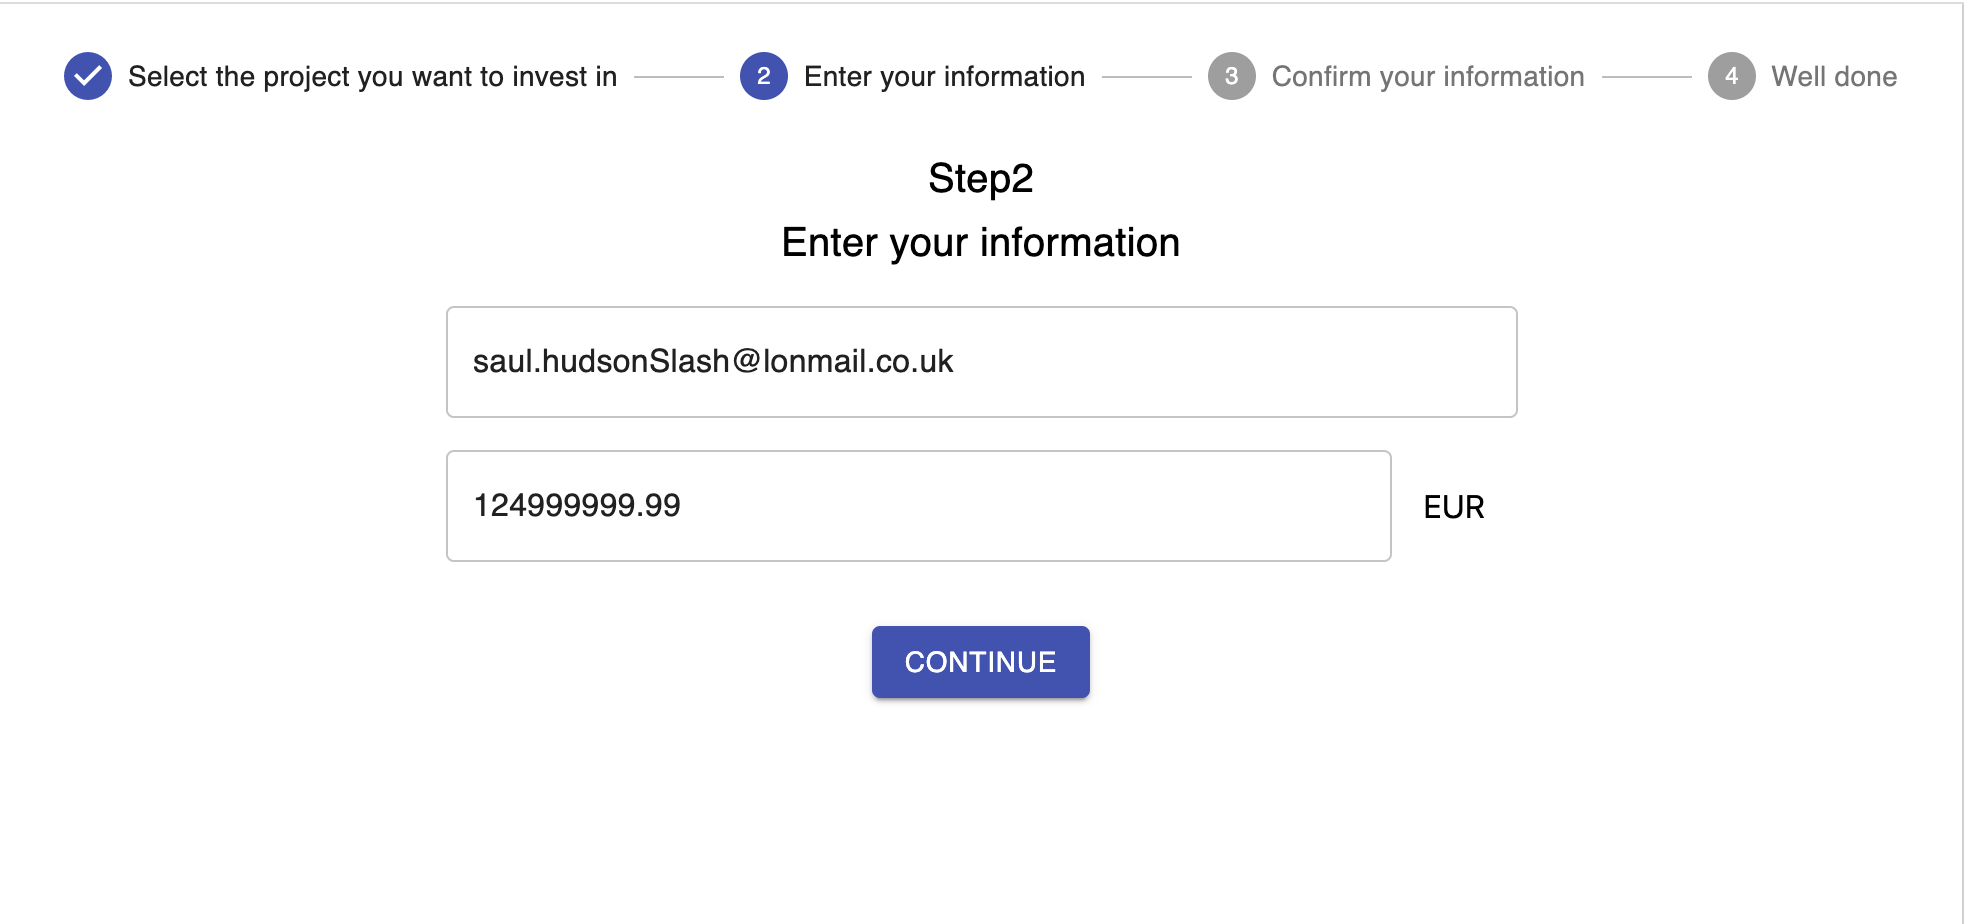 Select the project you want to invest in 2 Enter your information 3 Confirm your information 4 Well done
Step2
Enter your information
saul.hudsonSlash@lonmail.co.uk
124999999.99 EUR
CONTINUE